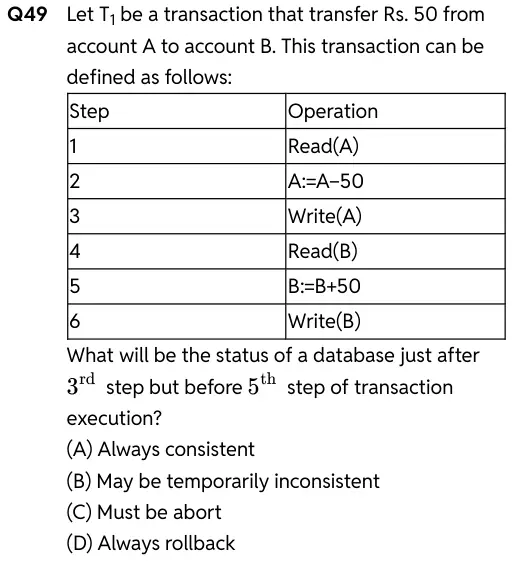 Q49 Let T₁ be a transaction that transfer Rs. 50 from
account A to account B. This transaction can be
defined as follows:
Step Operation
1 Read(A)
2 A:=A–50
3 Write(A)
4 Read(B)
5 B:=B+50
6 Write(B)
What will be the status of a database just after
3ʳᵈ step but before 5ᵗʰ step of transaction
execution?
(A) Always consistent
(B) May be temporarily inconsistent
(C) Must be abort
(D) Always rollback